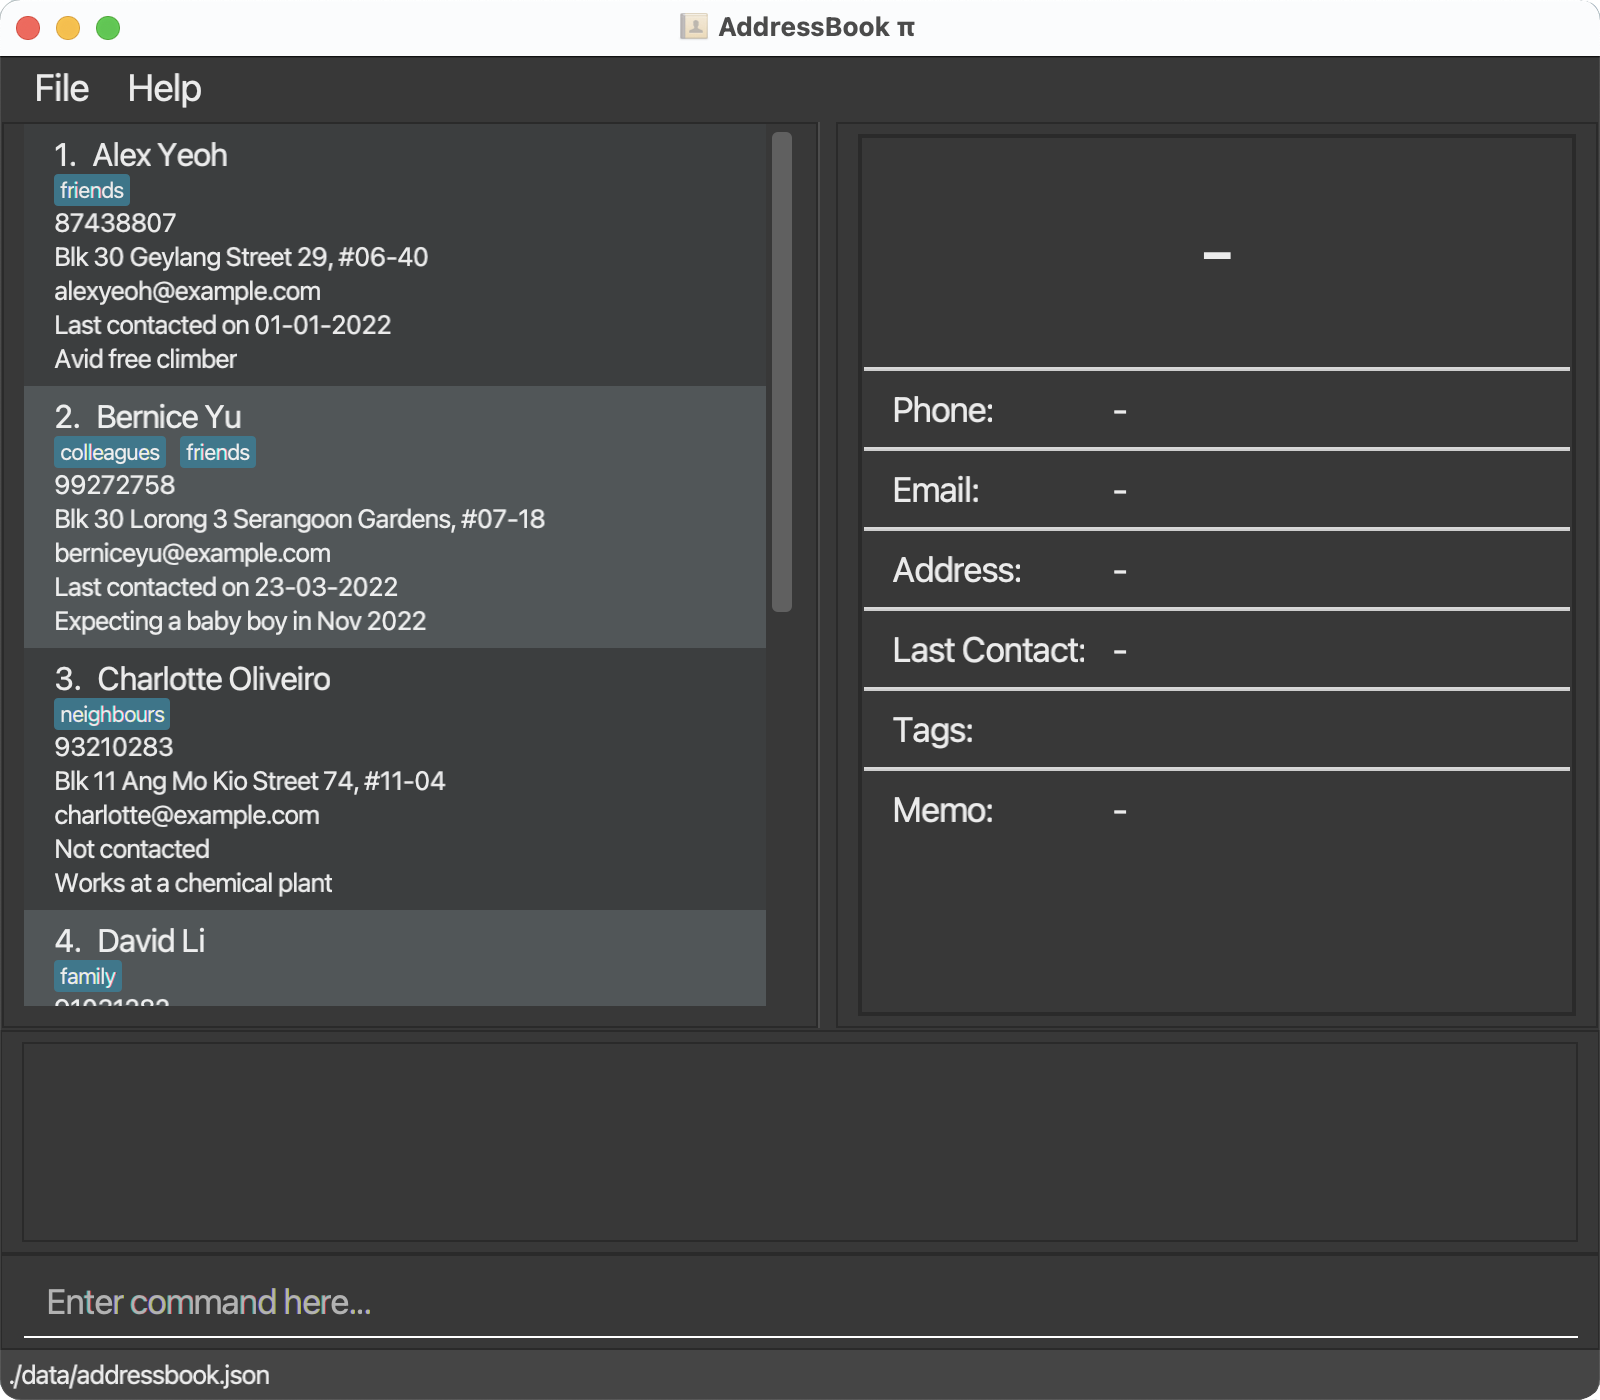 AddressBook π
File Help
1. Alex Yeoh
friends
87438807
Blk 30 Geylang Street 29, #06-40
alexyeoh@example.com
Last contacted on 01-01-2022
Avid free climber
2. Bernice Yu
colleagues friends
99272758
Blk 30 Lorong 3 Serangoon Gardens, #07-18
berniceyu@example.com
Last contacted on 23-03-2022
Expecting a baby boy in Nov 2022
3. Charlotte Oliveiro
neighbours
93210283
Blk 11 Ang Mo Kio Street 74, #11-04
charlotte@example.com
Not contacted
Works at a chemical plant
4. David Li
family
-
Phone: -
Email: -
Address: -
Last Contact: -
Tags:
Memo: -
Enter command here...
./data/addressbook.json